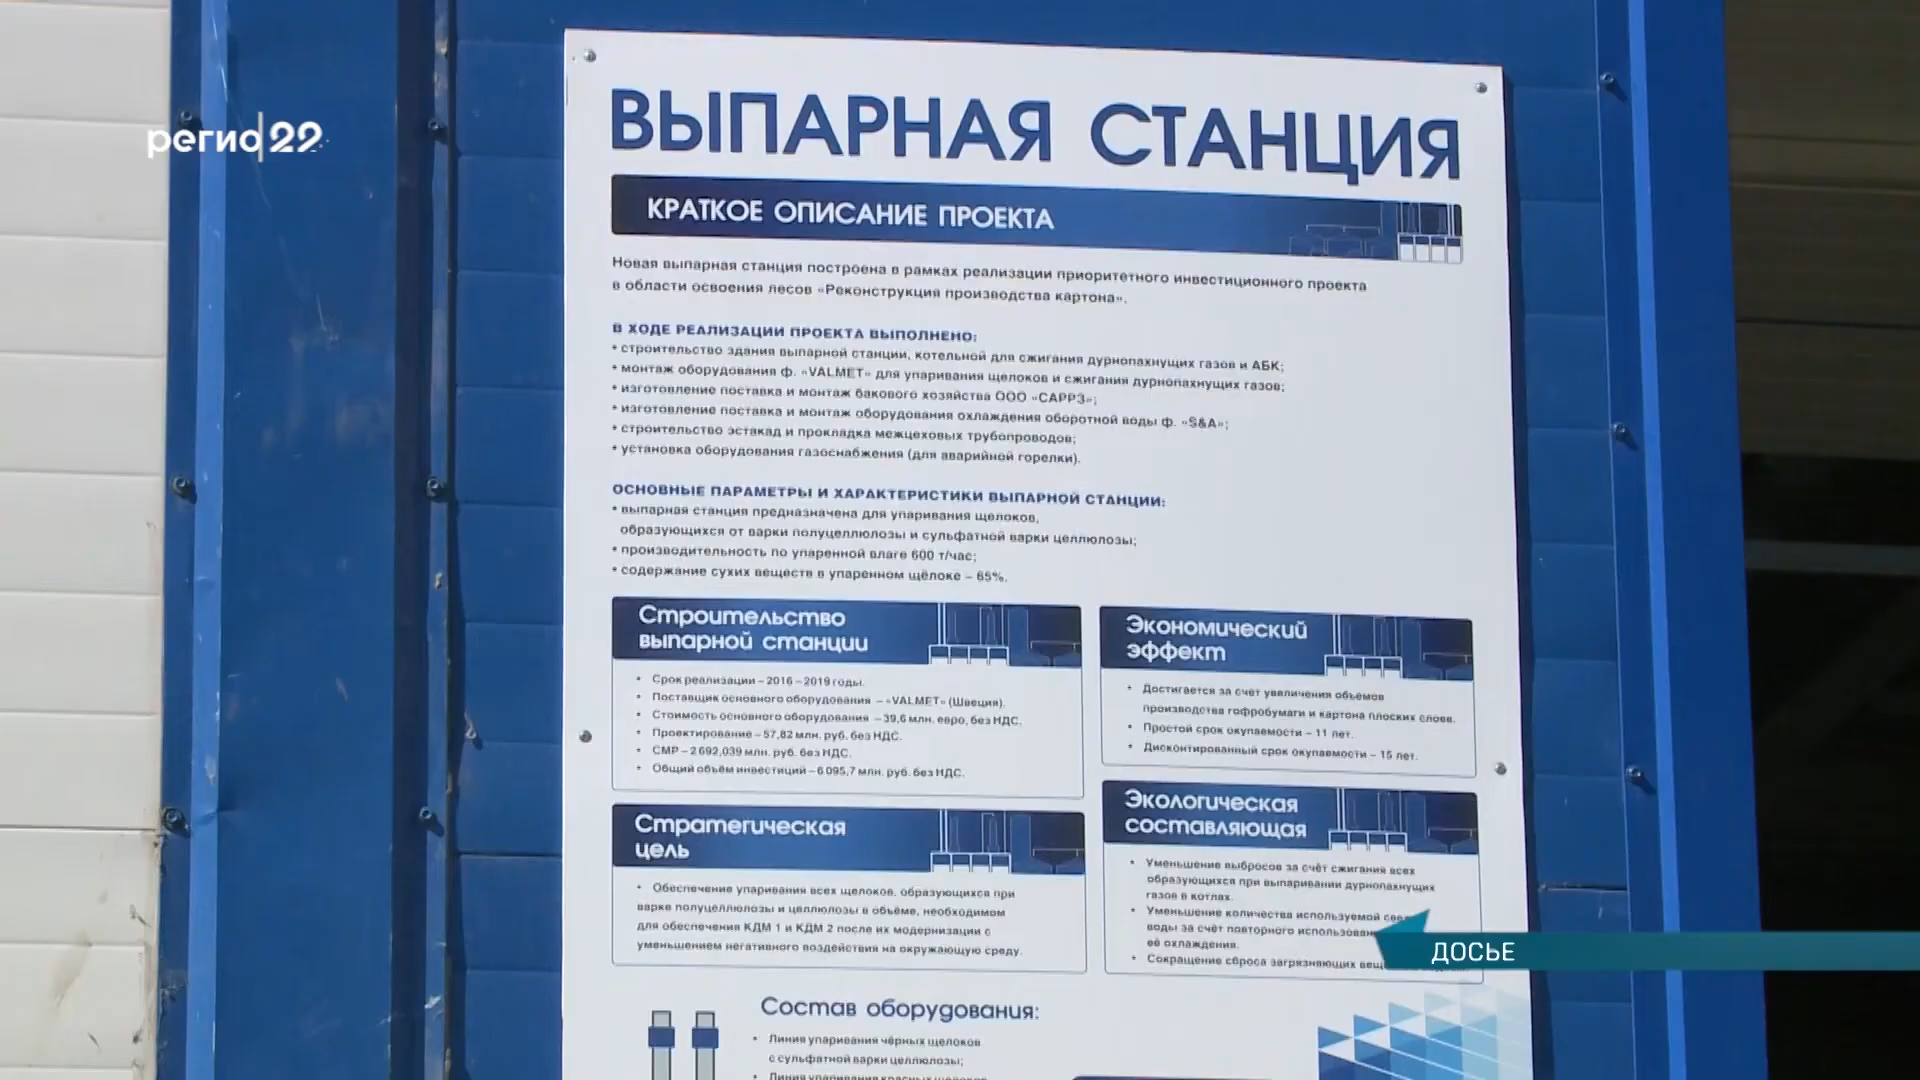 регио|29
ВЫПАРНАЯ СТАНЦИЯ
КРАТКОЕ ОПИСАНИЕ ПРОЕКТА
Новая выпарная станция построена в рамках реализации приоритетного инвестиционного проекта
в области освоения лесов «Реконструкция производства картона».
В ХОДЕ РЕАЛИЗАЦИИ ПРОЕКТА ВЫПОЛНЕНО:
• строительство здания выпарной станции, котельной для сжигания дурнопахнущих газов и АБК;
• монтаж оборудования ф. «VALMET» для упаривания щелоков и сжигания дурнопахнущих газов;
• изготовление поставка и монтаж бакового хозяйства ООО «САРРЗ»;
• изготовление поставка и монтаж оборудования охлаждения оборотной воды ф. «S&A»;
• строительство эстакад и прокладка межцеховых трубопроводов;
• установка оборудования газоснабжения (для аварийной горелки).
ОСНОВНЫЕ ПАРАМЕТРЫ И ХАРАКТЕРИСТИКИ ВЫПАРНОЙ СТАНЦИИ:
• выпарная станция предназначена для упаривания щелоков,
образующихся от варки полуцеллюлозы и сульфатной варки целлюлозы;
• производительность по упаренной влаге 600 т/час;
• содержание сухих веществ в упаренном щёлоке – 65%.
Строительство
выпарной станции
• Срок реализации – 2016 – 2019 годы.
• Поставщик основного оборудования – «VALMET» (Швеция).
• Стоимость основного оборудования – 39,6 млн. евро, без НДС.
• Проектирование – 57,82 млн. руб. без НДС.
• СМР – 2 692,039 млн. руб. без НДС.
• Общий объём инвестиций – 6 095,7 млн. руб. без НДС.
Экономический
эффект
• Достигается за счет увеличения объемов
производства гофробумаги и картона плоских слоев.
• Простой срок окупаемости – 11 лет.
• Дисконтированный срок окупаемости – 15 лет.
Стратегическая
цель
• Обеспечение упаривания всех щелоков, образующихся при
варке полуцеллюлозы и целлюлозы в объёме, необходимом
для обеспечения КДМ 1 и КДМ 2 после их модернизации с
уменьшением негативного воздействия на окружающую среду.
Экологическая
составляющая
• Уменьшение выбросов за счёт сжигания всех
образующихся при выпаривании дурнопахнущих
газов в котлах.
• Уменьшение количества используемой
воды за счёт повторного
её охлаждения.
• Сокращение сброса загрязняющих
ДОСЬЕ
Состав оборудования:
• Линия упаривания чёрных щелоков
с сульфатной варки целлюлозы;
• Линия упаривания красных щелоков